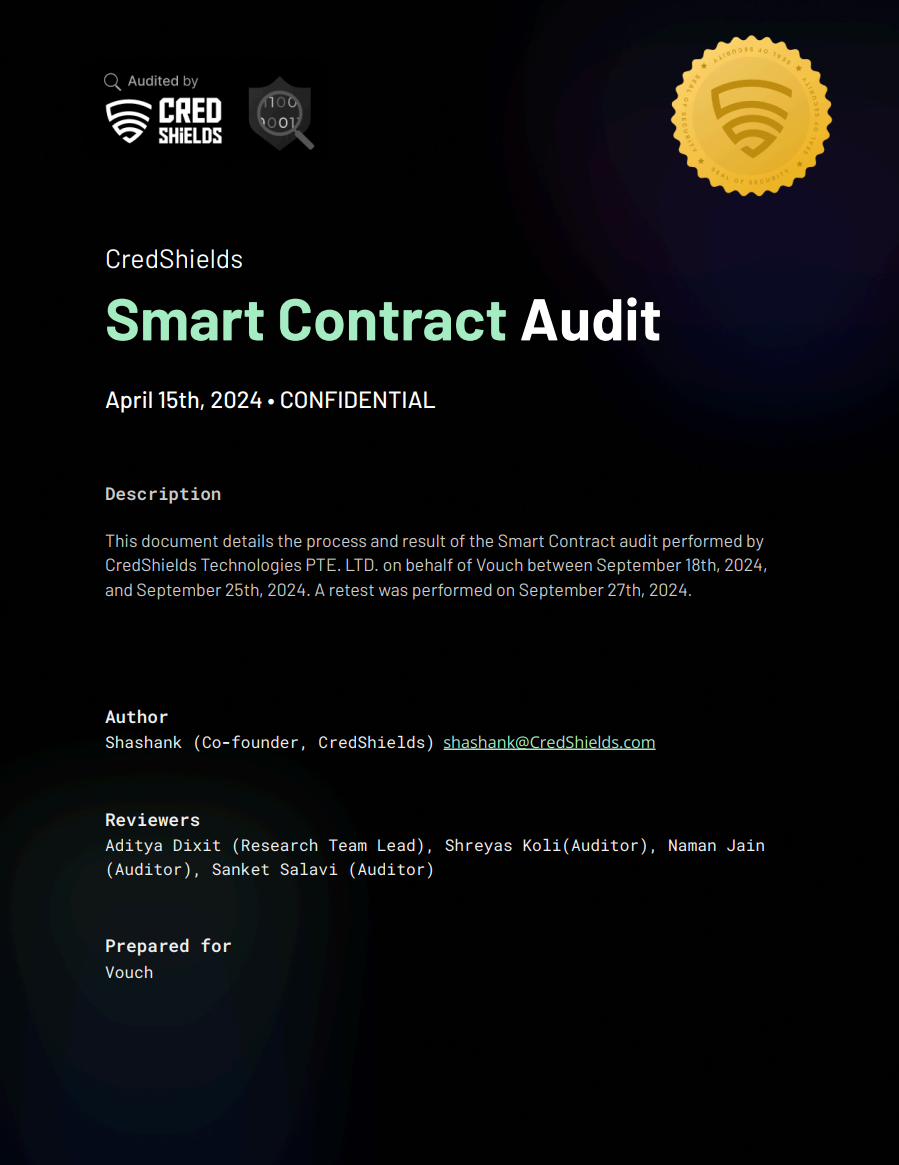 Audited by
CRED
SHiELDS
1100
001
SEAL OF SECURITY
CredShields
Smart Contract Audit
April 15th, 2024 • CONFIDENTIAL
Description
This document details the process and result of the Smart Contract audit performed by
CredShields Technologies PTE. LTD. on behalf of Vouch between September 18th, 2024,
and September 25th, 2024. A retest was performed on September 27th, 2024.
Author
Shashank (Co-founder, CredShields) shashank@CredShields.com
Reviewers
Aditya Dixit (Research Team Lead), Shreyas Koli(Auditor), Naman Jain
(Auditor), Sanket Salavi (Auditor)
Prepared for
Vouch